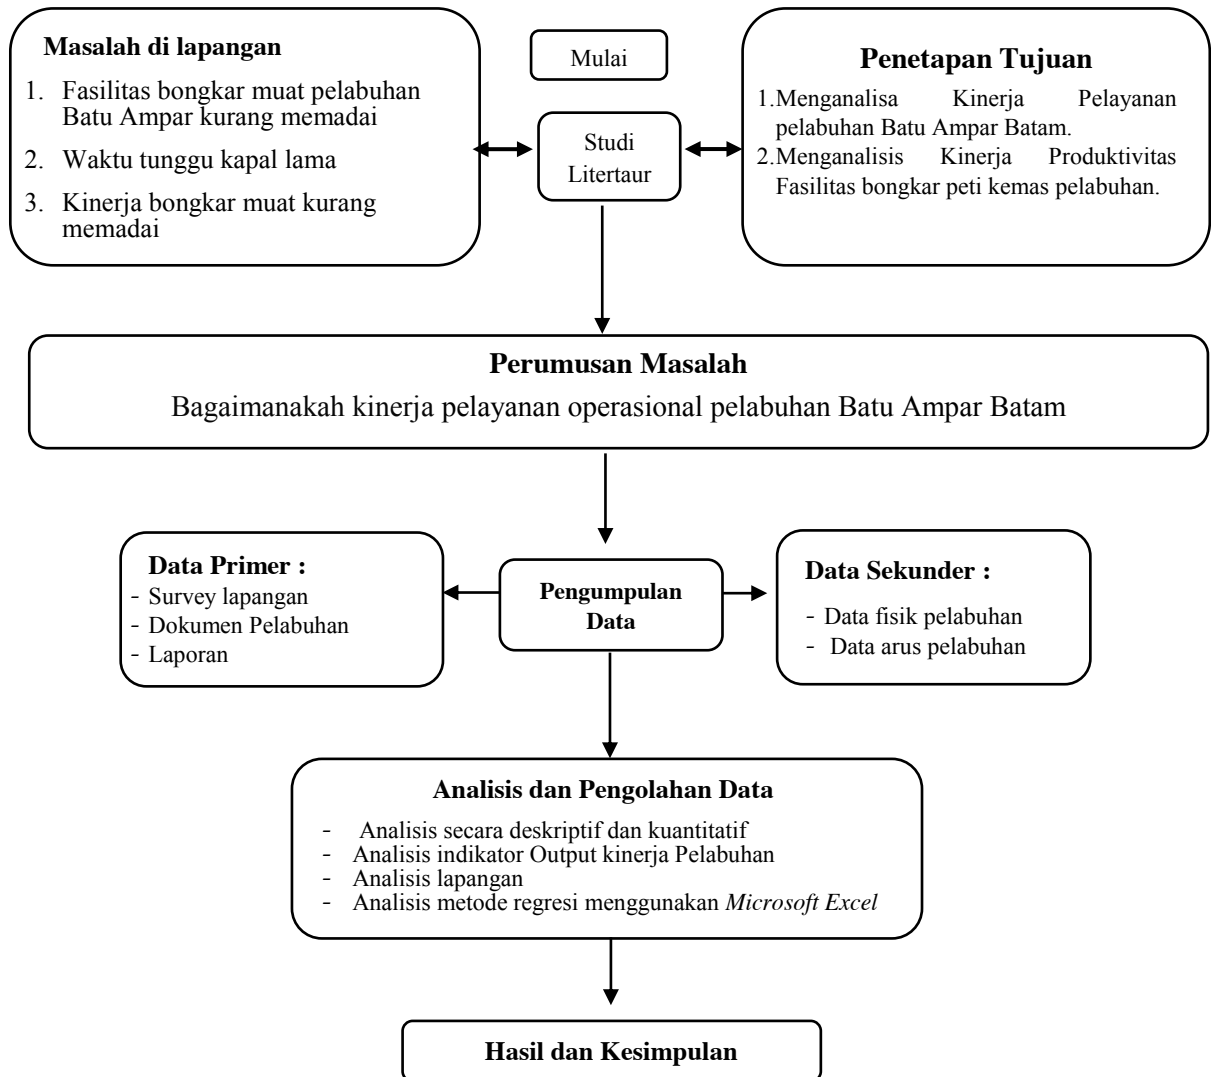 Mulai
Masalah di lapangan
1. Fasilitas bongkar muat pelabuhan
Batu Ampar kurang memadai
2. Waktu tunggu kapal lama
3. Kinerja bongkar muat kurang
memadai
Studi
Litertaur
Penetapan Tujuan
1.Menganalisa Kinerja Pelayanan
pelabuhan Batu Ampar Batam.
2.Menganalisis Kinerja Produktivitas
Fasilitas bongkar peti kemas pelabuhan.
Perumusan Masalah
Bagaimanakah kinerja pelayanan operasional pelabuhan Batu Ampar Batam
Data Primer :
- Survey lapangan
- Dokumen Pelabuhan
- Laporan
Pengumpulan
Data
Data Sekunder :
- Data fisik pelabuhan
- Data arus pelabuhan
Analisis dan Pengolahan Data
- Analisis secara deskriptif dan kuantitatif
- Analisis indikator Output kinerja Pelabuhan
- Analisis lapangan
- Analisis metode regresi menggunakan Microsoft Excel
Hasil dan Kesimpulan